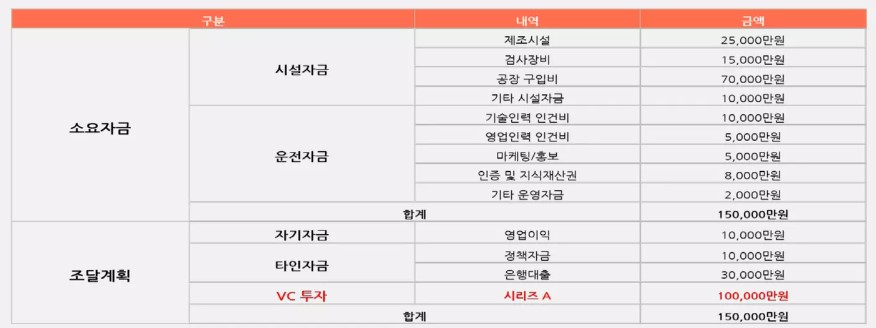 구분 내역 금액
소요자금 시설자금 제조시설 25,000만원
검사장비 15,000만원
공장 구입비 70,000만원
기타 시설자금 10,000만원
운전자금 기술인력 인건비 10,000만원
영업인력 인건비 5,000만원
마케팅/홍보 5,000만원
인증 및 지식재산권 8,000만원
기타 운영자금 2,000만원
합계 150,000만원
조달계획 자기자금 영업이익 10,000만원
타인자금 정책자금 10,000만원
은행대출 30,000만원
VC 투자 시리즈 A 100,000만원
합계 150,000만원